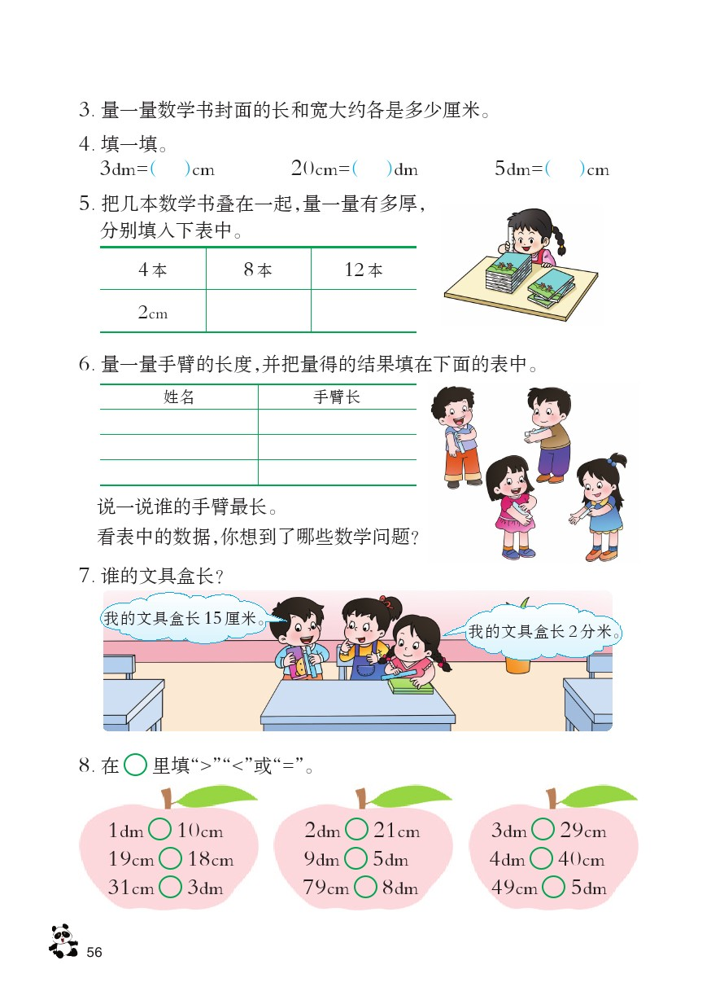 3. 量一量数学书封面的长和宽大约各是多少厘米。
4. 填一填。
3dm=(  )cm 20cm=(  )dm 5dm=(  )cm
5. 把几本数学书叠在一起,量一量有多厚,
分别填入下表中。
4本 8本 12本
2cm
6. 量一量手臂的长度,并把量得的结果填在下面的表中。
姓名 手臂长
说一说谁的手臂最长。
看表中的数据,你想到了哪些数学问题?
7. 谁的文具盒长?
我的文具盒长15厘米。
我的文具盒长2分米。
8. 在○里填“>”“<”或“=”。
1dm○10cm 2dm○21cm 3dm○29cm
19cm○18cm 9dm○5dm 4dm○40cm
31cm○3dm 79cm○8dm 49cm○5dm
56